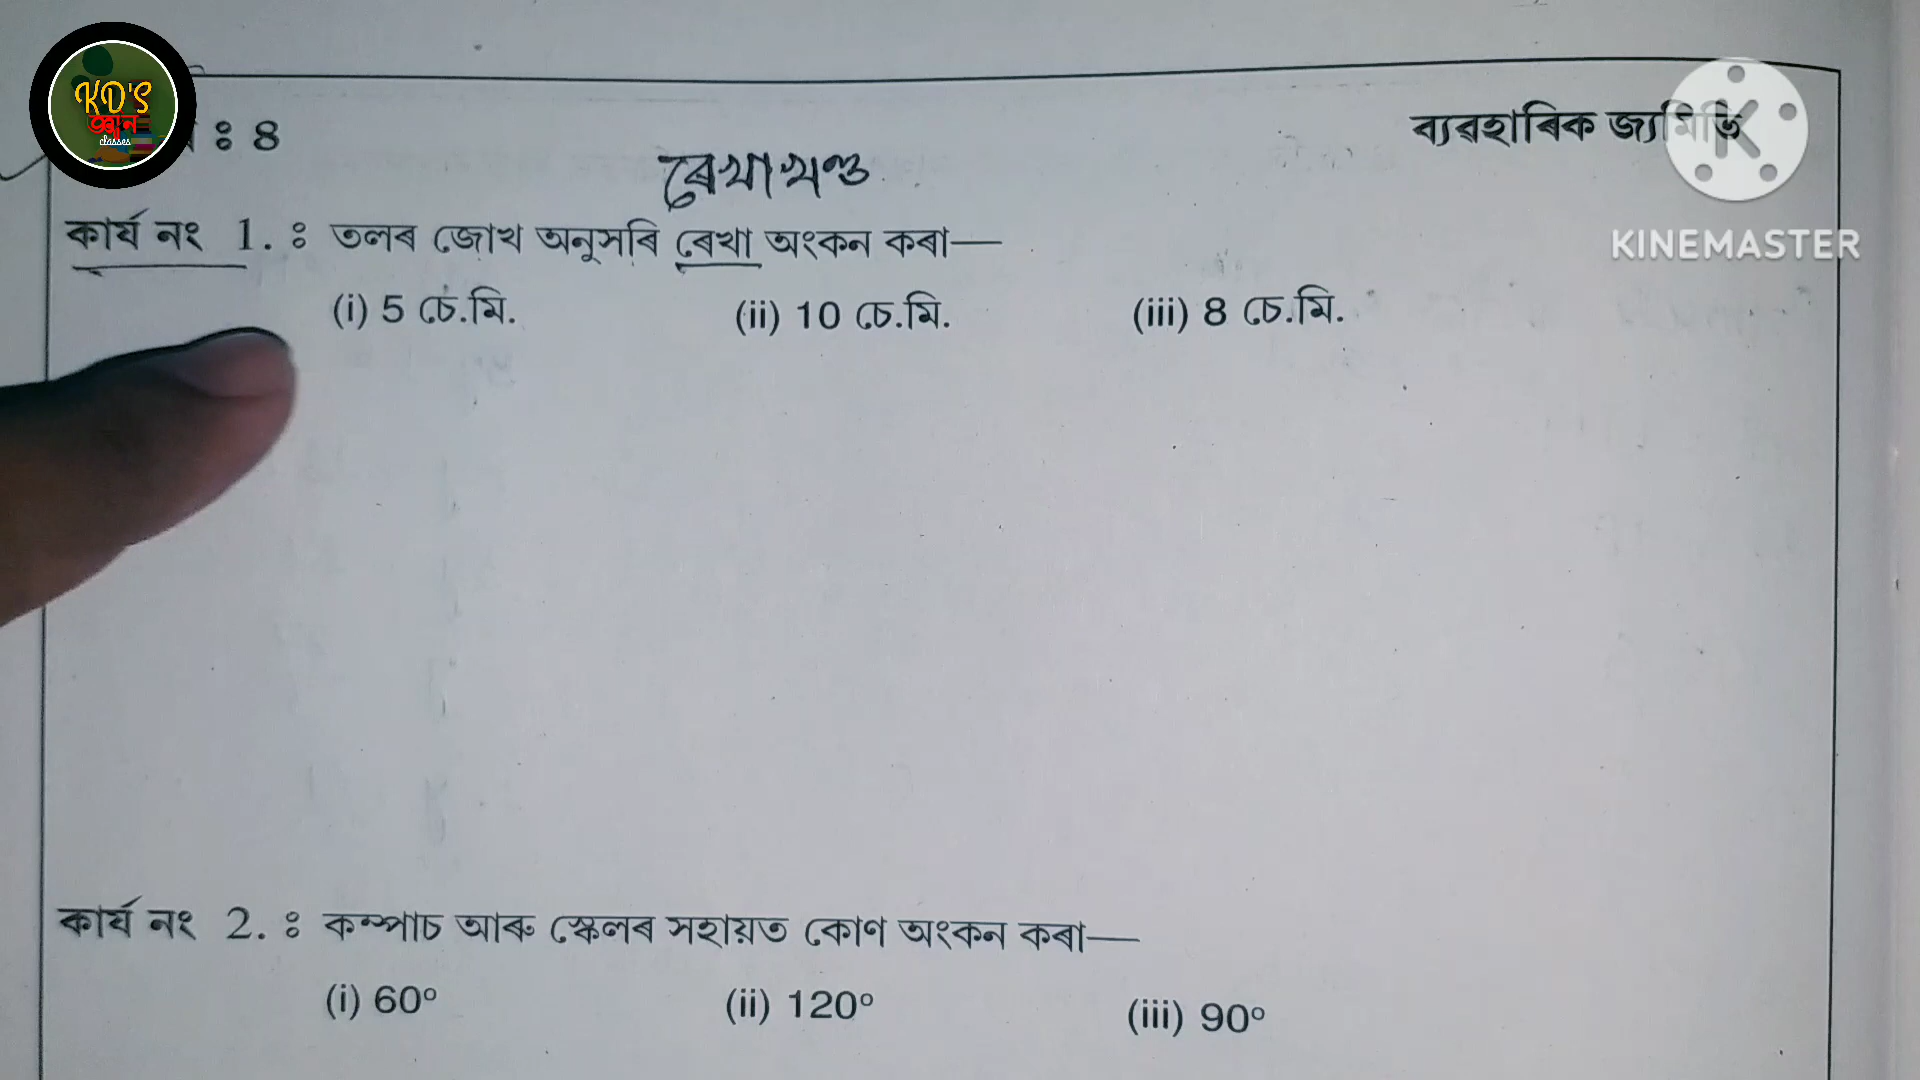 KD'S
জ্ঞান
classes
ঃ 8
ব্যৱহাৰিক জ্যামিতি
KINEMASTER
ৰেখাখণ্ড
কাৰ্য নং 1. ঃ তলৰ জোখ অনুসৰি ৰেখা অংকন কৰা—
(i) 5 চে.মি. (ii) 10 চে.মি. (iii) 8 চে.মি.
কাৰ্য নং 2. ঃ কম্পাচ আৰু স্কেলৰ সহায়ত কোণ অংকন কৰা—
(i) 60° (ii) 120° (iii) 90°